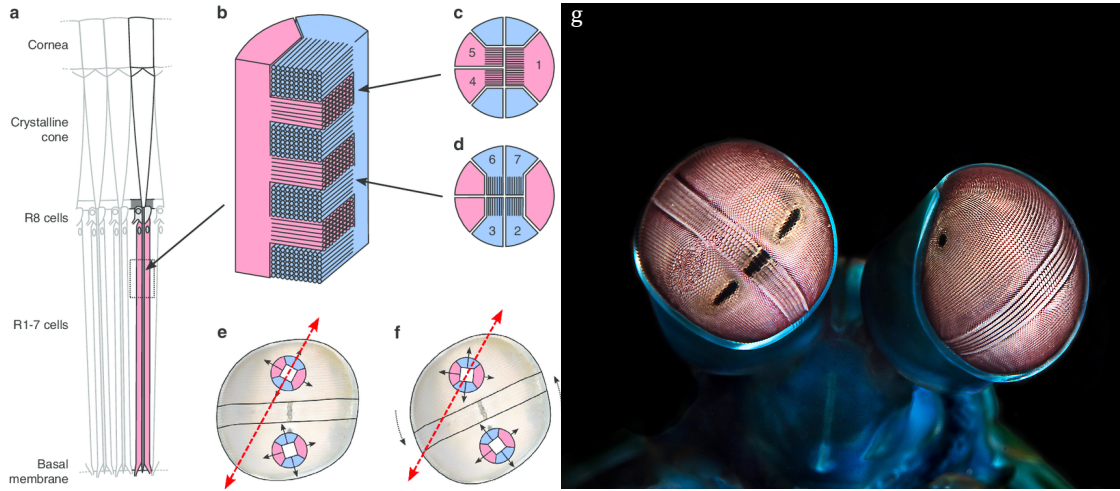 a
Cornea
Crystalline
cone
R8 cells
R1-7 cells
Basal
membrane
b
c
5
4
1
d
6 7
3 2
e
f
g